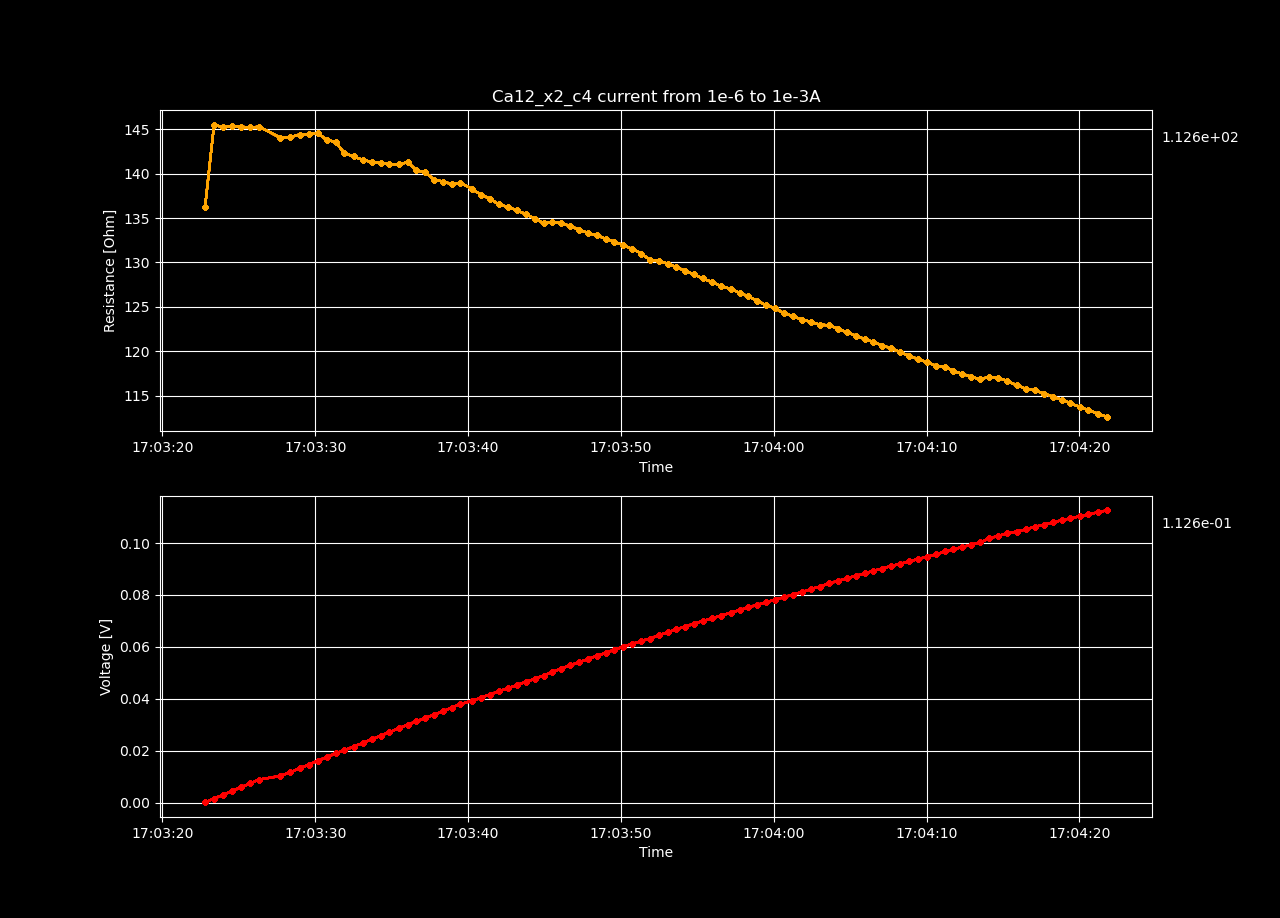 Ca12_x2_c4 current from 1e-6 to 1e-3A
1.126e+02
Resistance [Ohm]
145
140
135
130
125
120
115
17:03:20 17:03:30 17:03:40 17:03:50 17:04:00 17:04:10 17:04:20
Time
1.126e-01
Voltage [V]
0.10
0.08
0.06
0.04
0.02
0.00
17:03:20 17:03:30 17:03:40 17:03:50 17:04:00 17:04:10 17:04:20
Time